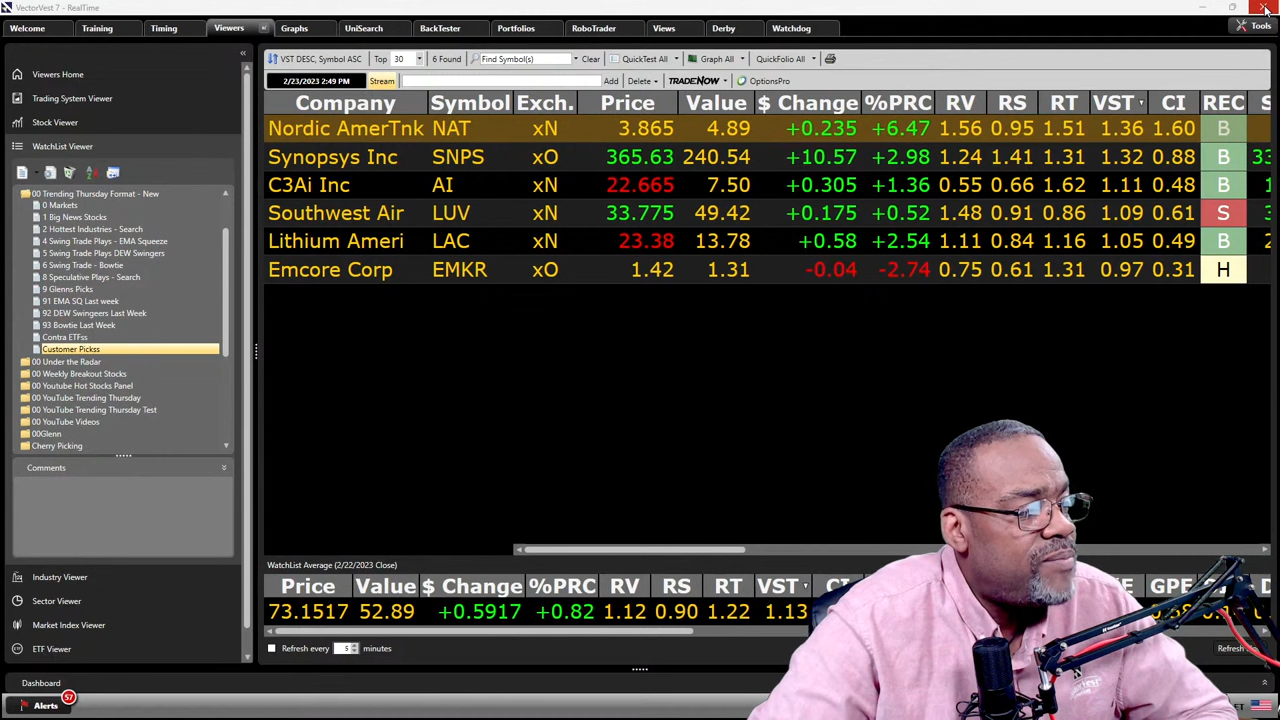 VectorVest 7 - RealTime
Welcome Training Timing Viewers Graphs UniSearch BackTester Portfolios RoboTrader Views Derby Watchdog Tools
VST DESC, Symbol ASC Top 30 6 Found Find Symbol(s) Clear QuickTest All Graph All QuickFolio All
2/23/2023 2:49 PM Stream Add Delete TRADENOW OptionsPro
Viewers Home
Trading System Viewer
Stock Viewer
WatchList Viewer
00 Trending Thursday Format - New
0 Markets
1 Big News Stocks
2 Hottest Industries - Search
4 Swing Trade Plays - EMA Squeeze
5 Swing Trade Plays DEW Swingers
6 Swing Trade - Bowtie
8 Speculative Plays - Search
9 Glenns Picks
91 EMA SQ Last week
92 DEW Swingeers Last Week
93 Bowtie Last Week
Contra ETFss
Customer Pickss
00 Under the Radar
00 Weekly Breakout Stocks
00 Youtube Hot Stocks Panel
00 YouTube Trending Thursday
00 YouTube Trending Thursday Test
00 YouTube Videos
00Glenn
Cherry Picking
Comments
Industry Viewer
Sector Viewer
Market Index Viewer
ETF Viewer
Company Symbol Exch. Price Value $ Change %PRC RV RS RT VST CI REC
Nordic AmerTnk NAT xN 3.865 4.89 +0.235 +6.47 1.56 0.95 1.51 1.36 1.60 B
Synopsys Inc SNPS xO 365.63 240.54 +10.57 +2.98 1.24 1.41 1.31 1.32 0.88 B
C3Ai Inc AI xN 22.665 7.50 +0.305 +1.36 0.55 0.66 1.62 1.11 0.48 B
Southwest Air LUV xN 33.775 49.42 +0.175 +0.52 1.48 0.91 0.86 1.09 0.61 S
Lithium Ameri LAC xN 23.38 13.78 +0.58 +2.54 1.11 0.84 1.16 1.05 0.49 B
Emcore Corp EMKR xO 1.42 1.31 -0.04 -2.74 0.75 0.61 1.31 0.97 0.31 H
WatchList Average (2/22/2023 Close)
Price Value $ Change %PRC RV RS RT VST CI GPE
73.1517 52.89 +0.5917 +0.82 1.12 0.90 1.22 1.13
Refresh every 5 minutes Refresh
Dashboard
Alerts 57 ET